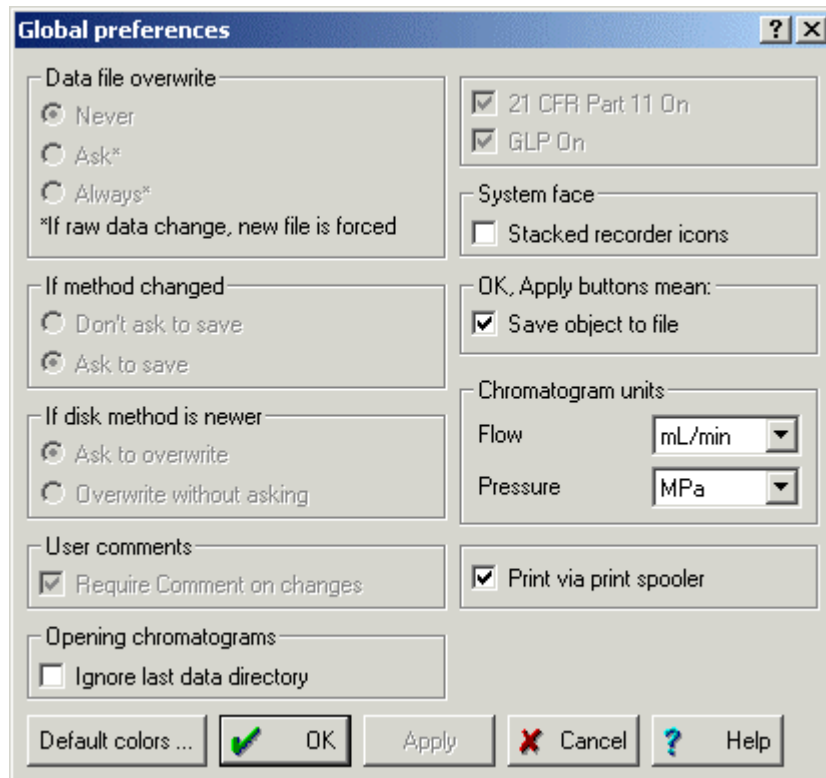 Global preferences
Data file overwrite
Never
Ask*
Always*
*If raw data change, new file is forced
If method changed
Don't ask to save
Ask to save
If disk method is newer
Ask to overwrite
Overwrite without asking
User comments
Require Comment on changes
Opening chromatograms
Ignore last data directory
21 CFR Part 11 On
GLP On
System face
Stacked recorder icons
OK, Apply buttons mean:
Save object to file
Chromatogram units
Flow mL/min
Pressure MPa
Print via print spooler
Default colors ... OK Apply Cancel Help